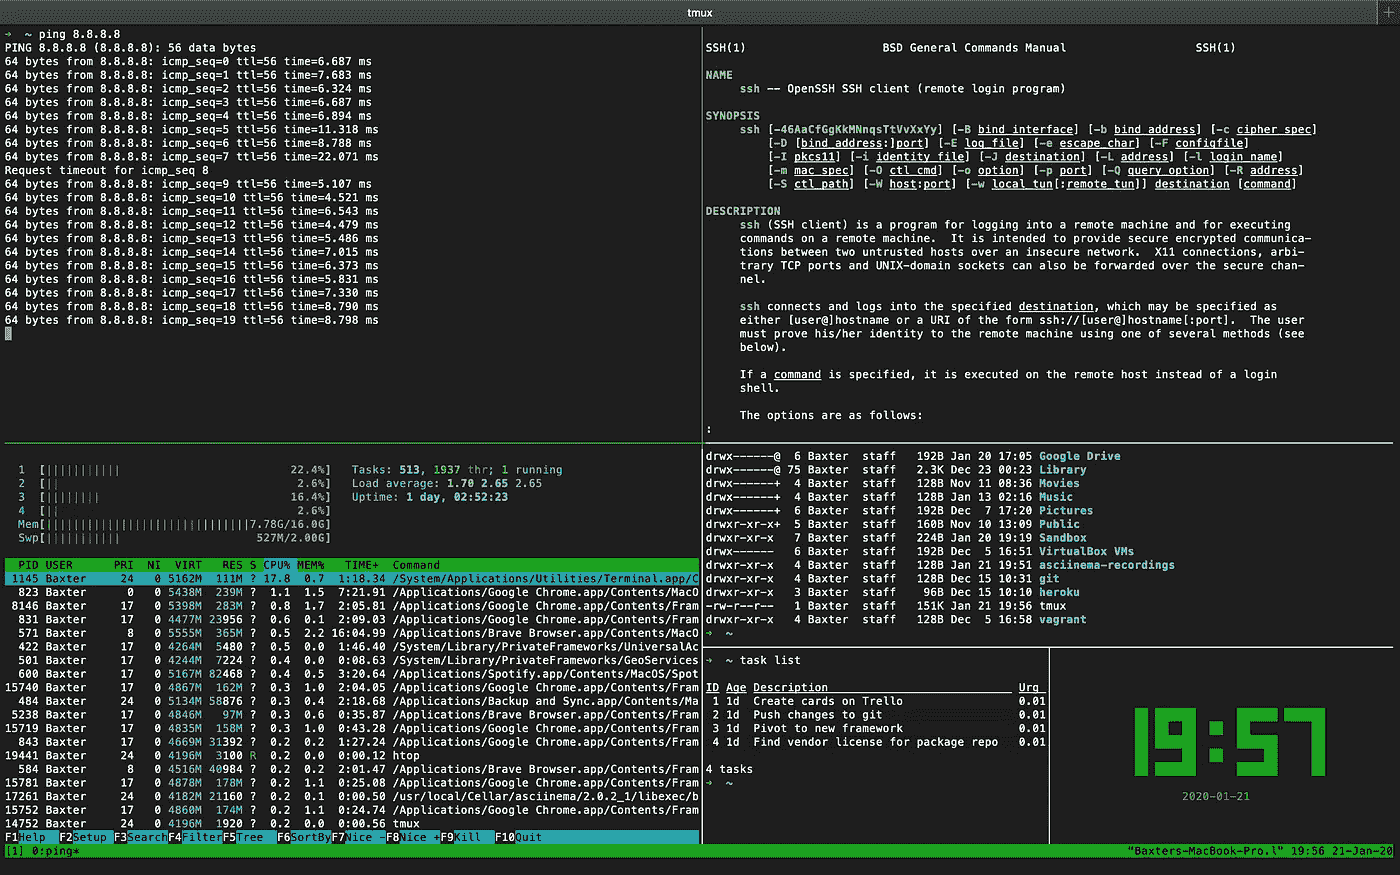 tmux
+
→ ~ ping 8.8.8.8
PING 8.8.8.8 (8.8.8.8): 56 data bytes
64 bytes from 8.8.8.8: icmp_seq=0 ttl=56 time=6.687 ms
64 bytes from 8.8.8.8: icmp_seq=1 ttl=56 time=7.683 ms
64 bytes from 8.8.8.8: icmp_seq=2 ttl=56 time=6.324 ms
64 bytes from 8.8.8.8: icmp_seq=3 ttl=56 time=6.687 ms
64 bytes from 8.8.8.8: icmp_seq=4 ttl=56 time=6.894 ms
64 bytes from 8.8.8.8: icmp_seq=5 ttl=56 time=11.318 ms
64 bytes from 8.8.8.8: icmp_seq=6 ttl=56 time=8.788 ms
64 bytes from 8.8.8.8: icmp_seq=7 ttl=56 time=22.071 ms
Request timeout for icmp_seq 8
64 bytes from 8.8.8.8: icmp_seq=9 ttl=56 time=5.107 ms
64 bytes from 8.8.8.8: icmp_seq=10 ttl=56 time=4.521 ms
64 bytes from 8.8.8.8: icmp_seq=11 ttl=56 time=6.543 ms
64 bytes from 8.8.8.8: icmp_seq=12 ttl=56 time=4.479 ms
64 bytes from 8.8.8.8: icmp_seq=13 ttl=56 time=5.486 ms
64 bytes from 8.8.8.8: icmp_seq=14 ttl=56 time=7.015 ms
64 bytes from 8.8.8.8: icmp_seq=15 ttl=56 time=6.373 ms
64 bytes from 8.8.8.8: icmp_seq=16 ttl=56 time=5.831 ms
64 bytes from 8.8.8.8: icmp_seq=17 ttl=56 time=7.330 ms
64 bytes from 8.8.8.8: icmp_seq=18 ttl=56 time=8.790 ms
64 bytes from 8.8.8.8: icmp_seq=19 ttl=56 time=8.798 ms
SSH(1) BSD General Commands Manual SSH(1)
NAME
ssh -- OpenSSH SSH client (remote login program)
SYNOPSIS
ssh [-46AaCfGgKkMNnqsTtVvXxYy] [-B bind_interface] [-b bind_address] [-c cipher_spec]
[-D [bind_address:]port] [-E log_file] [-e escape_char] [-F configfile]
[-I pkcs11] [-i identity_file] [-J destination] [-L address] [-l login_name]
[-m mac_spec] [-O ctl_cmd] [-o option] [-p port] [-Q query_option] [-R address]
[-S ctl_path] [-W host:port] [-w local_tun[:remote_tun]] destination [command]
DESCRIPTION
ssh (SSH client) is a program for logging into a remote machine and for executing
commands on a remote machine. It is intended to provide secure encrypted communica-
tions between two untrusted hosts over an insecure network. X11 connections, arbi-
trary TCP ports and UNIX-domain sockets can also be forwarded over the secure chan-
nel.
ssh connects and logs into the specified destination, which may be specified as
either [user@]hostname or a URI of the form ssh://[user@]hostname[:port]. The user
must prove his/her identity to the remote machine using one of several methods (see
below).
If a command is specified, it is executed on the remote host instead of a login
shell.
The options are as follows:
:
1 [||||||||||| 22.4%] Tasks: 513, 1937 thr; 1 running
2 [|| 2.6%] Load average: 1.70 2.65 2.65
3 [|||||||| 16.4%] Uptime: 1 day, 02:52:23
4 [|| 2.6%]
Mem[||||||||||||||||||||||||||||||7.78G/16.0G]
Swp[||||||||||| 527M/2.00G]
PID USER PRI NI VIRT RES S CPU% MEM% TIME+ Command
1145 Baxter 24 0 5162M 111M ? 17.8 0.7 1:18.34 /System/Applications/Utilities/Terminal.app/C
823 Baxter 0 0 5438M 239M ? 1.1 1.5 7:21.91 /Applications/Google Chrome.app/Contents/MacO
8146 Baxter 17 0 5398M 283M ? 0.8 1.7 2:05.81 /Applications/Google Chrome.app/Contents/Fram
831 Baxter 17 0 4477M 23956 ? 0.6 0.1 2:09.03 /Applications/Google Chrome.app/Contents/Fram
571 Baxter 8 0 5555M 365M ? 0.5 2.2 16:04.99 /Applications/Brave Browser.app/Contents/MacO
422 Baxter 17 0 4264M 5480 ? 0.5 0.0 1:46.40 /System/Library/PrivateFrameworks/UniversalAc
501 Baxter 17 0 4244M 7224 ? 0.4 0.0 0:08.63 /System/Library/PrivateFrameworks/GeoServices
600 Baxter 17 0 5167M 82468 ? 0.4 0.5 3:20.64 /Applications/Spotify.app/Contents/MacOS/Spot
15740 Baxter 17 0 4867M 162M ? 0.3 1.0 2:04.05 /Applications/Google Chrome.app/Contents/Fram
484 Baxter 24 0 5134M 58876 ? 0.3 0.4 2:18.68 /Applications/Backup and Sync.app/Contents/Ma
5238 Baxter 17 0 4846M 97M ? 0.3 0.6 0:35.87 /Applications/Brave Browser.app/Contents/Fram
15719 Baxter 17 0 4835M 158M ? 0.3 1.0 0:43.28 /Applications/Google Chrome.app/Contents/Fram
843 Baxter 17 0 4669M 31392 ? 0.2 0.2 1:27.24 /Applications/Google Chrome.app/Contents/Fram
19441 Baxter 24 0 4196M 3100 R 0.2 0.0 0:00.12 htop
584 Baxter 8 0 4516M 40984 ? 0.2 0.2 2:01.47 /Applications/Brave Browser.app/Contents/Fram
15781 Baxter 17 0 4878M 178M ? 0.2 1.1 0:25.08 /Applications/Google Chrome.app/Contents/Fram
17261 Baxter 24 0 4182M 21160 ? 0.2 0.1 0:00.50 /usr/local/Cellar/asciinema/2.0.2_1/libexec/b
15752 Baxter 17 0 4860M 174M ? 0.2 1.1 0:24.74 /Applications/Google Chrome.app/Contents/Fram
14752 Baxter 24 0 4196M 1920 ? 0.2 0.0 0:00.56 tmux
F1Help F2Setup F3SearchF4FilterF5Tree F6SortByF7Nice -F8Nice +F9Kill F10Quit
drwx------@ 6 Baxter staff 192B Jan 20 17:05 Google Drive
drwx------@ 75 Baxter staff 2.3K Dec 23 00:23 Library
drwx------+ 4 Baxter staff 128B Nov 11 08:36 Movies
drwx------+ 4 Baxter staff 128B Jan 13 02:16 Music
drwx------+ 6 Baxter staff 192B Dec 7 17:20 Pictures
drwxr-xr-x+ 5 Baxter staff 160B Nov 10 13:09 Public
drwxr-xr-x 7 Baxter staff 224B Jan 20 19:19 Sandbox
drwx------ 6 Baxter staff 192B Dec 5 16:51 VirtualBox VMs
drwxr-xr-x 4 Baxter staff 128B Jan 21 19:51 asciinema-recordings
drwxr-xr-x 4 Baxter staff 128B Dec 15 10:31 git
drwxr-xr-x 3 Baxter staff 96B Dec 15 10:10 heroku
-rw-r--r-- 1 Baxter staff 151K Jan 21 19:56 tmux
drwxr-xr-x 4 Baxter staff 128B Dec 5 16:58 vagrant
→ ~
→ ~ task list
ID Age Description Urg
1 1d Create cards on Trello 0.01
2 1d Push changes to git 0.01
3 1d Pivot to new framework 0.01
4 1d Find vendor license for package repo 0.01
4 tasks
→ ~
19:57
2020-01-21
[1] 0:ping* "Baxters-MacBook-Pro.l" 19:56 21-Jan-20